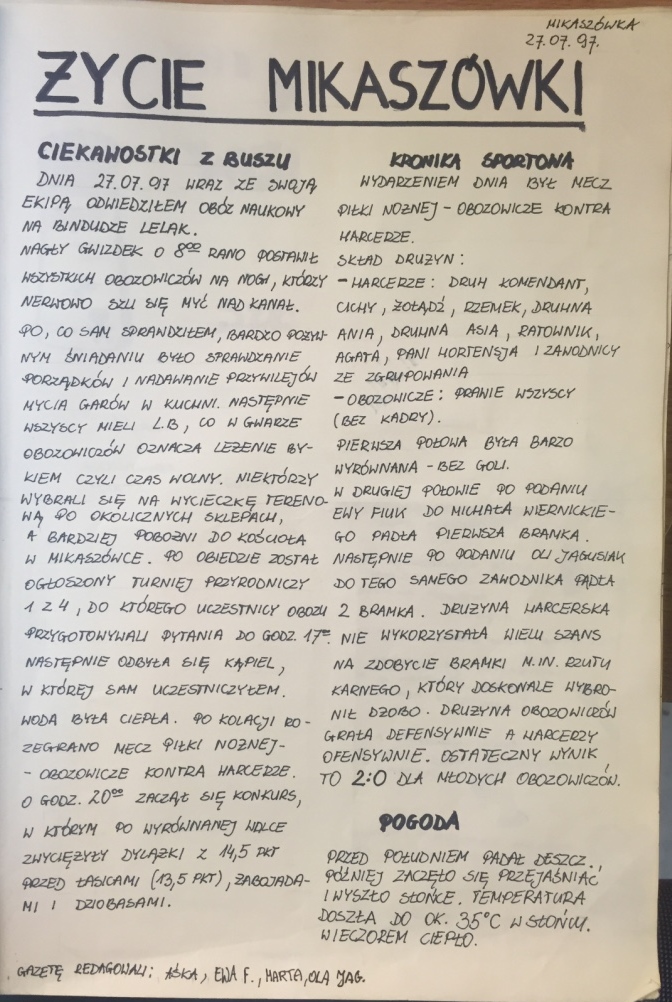 MIKASZÓWKA
27.07.97.
ŻYCIE MIKASZÓWKI
CIEKAWOSTKI Z BUSZU
DNIA 27.07.97 WRAZ ZE SWOJĄ
EKIPĄ ODWIEDZIŁEM OBÓZ NAUKOWY
NA BINDUDZE LELAK.
NAGŁY GWIZDEK O 8⁰⁰ RANO POSTAWIŁ
WSZYSTKICH OBOZOWICZÓW NA NOGI, KTÓRZY
NERWOWO SZLI SIĘ MYĆ NAD KANAŁ.
PO, CO SAM SPRAWDZIŁEM, BARDZO POŻYW-
NYM ŚNIADANIU BYŁO SPRAWDZANIE
PORZĄDKÓW I NADAWANIE PRZYWILEJÓW
MYCIA GARÓW W KUCHNI. NASTĘPNIE
WSZYSCY MIELI L.B, CO W GWARZE
OBOZOWICZÓW OZNACZA LEŻENIE BY-
KIEM CZYLI CZAS WOLNY. NIEKTÓRZY
WYBRALI SIĘ NA WYCIECZKĘ TERENO-
WĄ PO OKOLICZNYCH SKLEPACH,
A BARDZIEJ POBOŻNI DO KOŚCIOŁA
W MIKASZÓWCE. PO OBIEDZIE ZOSTAŁ
OGŁOSZONY TURNIEJ PRZYRODNICZY
1 Z 4, DO KTÓREGO UCZESTNICY OBOZU
PRZYGOTOWYWALI PYTANIA DO GODZ. 17⁰⁰.
NASTĘPNIE ODBYŁA SIĘ KĄPIEL,
W KTÓREJ SAM UCZESTNICZYŁEM.
WODA BYŁA CIEPŁA. PO KOLACJI RO-
ZEGRANO MECZ PIŁKI NOŻNEJ-
- OBOZOWICZE KONTRA HARCERZE.
O GODZ. 20⁰⁰ ZACZĄŁ SIĘ KONKURS,
W KTÓRYM PO WYRÓWNANEJ WALCE
ZWYCIĘŻYŁY DYLĄŻKI Z 14,5 PKT
PRZED ŁASICAMI (13,5 PKT), ZABOJADA-
MI I DZIOBASAMI.
KRONIKA SPORTOWA
WYDARZENIEM DNIA BYŁ MECZ
PIŁKI NOŻNEJ - OBOZOWICZE KONTRA
HARCERZE.
SKŁAD DRUŻYN :
- HARCERZE : DRUH KOMENDANT,
CICHY, ŻOŁĄDŹ, RZEMEK, DRUHNA
ANIA, DRUHNA ASIA, RATOWNIK,
AGATA, PANI HORTENSJA I ZAWODNICY
ZE ZGRUPOWANIA
- OBOZOWICZE : PRAWIE WSZYSCY
(BEZ KADRY).
PIERWSZA POŁOWA BYŁA BARZO
WYRÓWNANA - BEZ GOLI.
W DRUGIEJ POŁOWIE PO PODANIU
EWY FIUK DO MICHAŁA WIERNICKIE-
GO PADŁA PIERWSZA BRAMKA.
NASTĘPNIE PO PODANIU OLI JAGUSIAK
DO TEGO SAMEGO ZAWODNIKA PADŁA
2 BRAMKA. DRUŻYNA HARCERSKA
NIE WYKORZYSTAŁA WIELU SZANS
NA ZDOBYCIE BRAMKI M.IN. RZUTU
KARNEGO, KTÓRY DOSKONALE WYBRO-
NIŁ DZOBO. DRUŻYNA OBOZOWICZÓW
GRAŁA DEFENSYWNIE A HARCERZY
OFENSYWNIE. OSTATECZNY WYNIK
TO 2:0 DLA MŁODYCH OBOZOWICZÓW.
POGODA
PRZED POŁUDNIEM PADAŁ DESZCZ.,
PÓŹNIEJ ZACZĘŁO SIĘ PRZEJAŚNIAĆ
I WYSZŁO SŁOŃCE. TEMPERATURA
DOSZŁA DO OK. 35°C W SŁOŃCU.
WIECZOREM CIEPŁO.
GAZETĘ REDAGOWALI: AŚKA, EWA F., MARTA, OLA JAG.